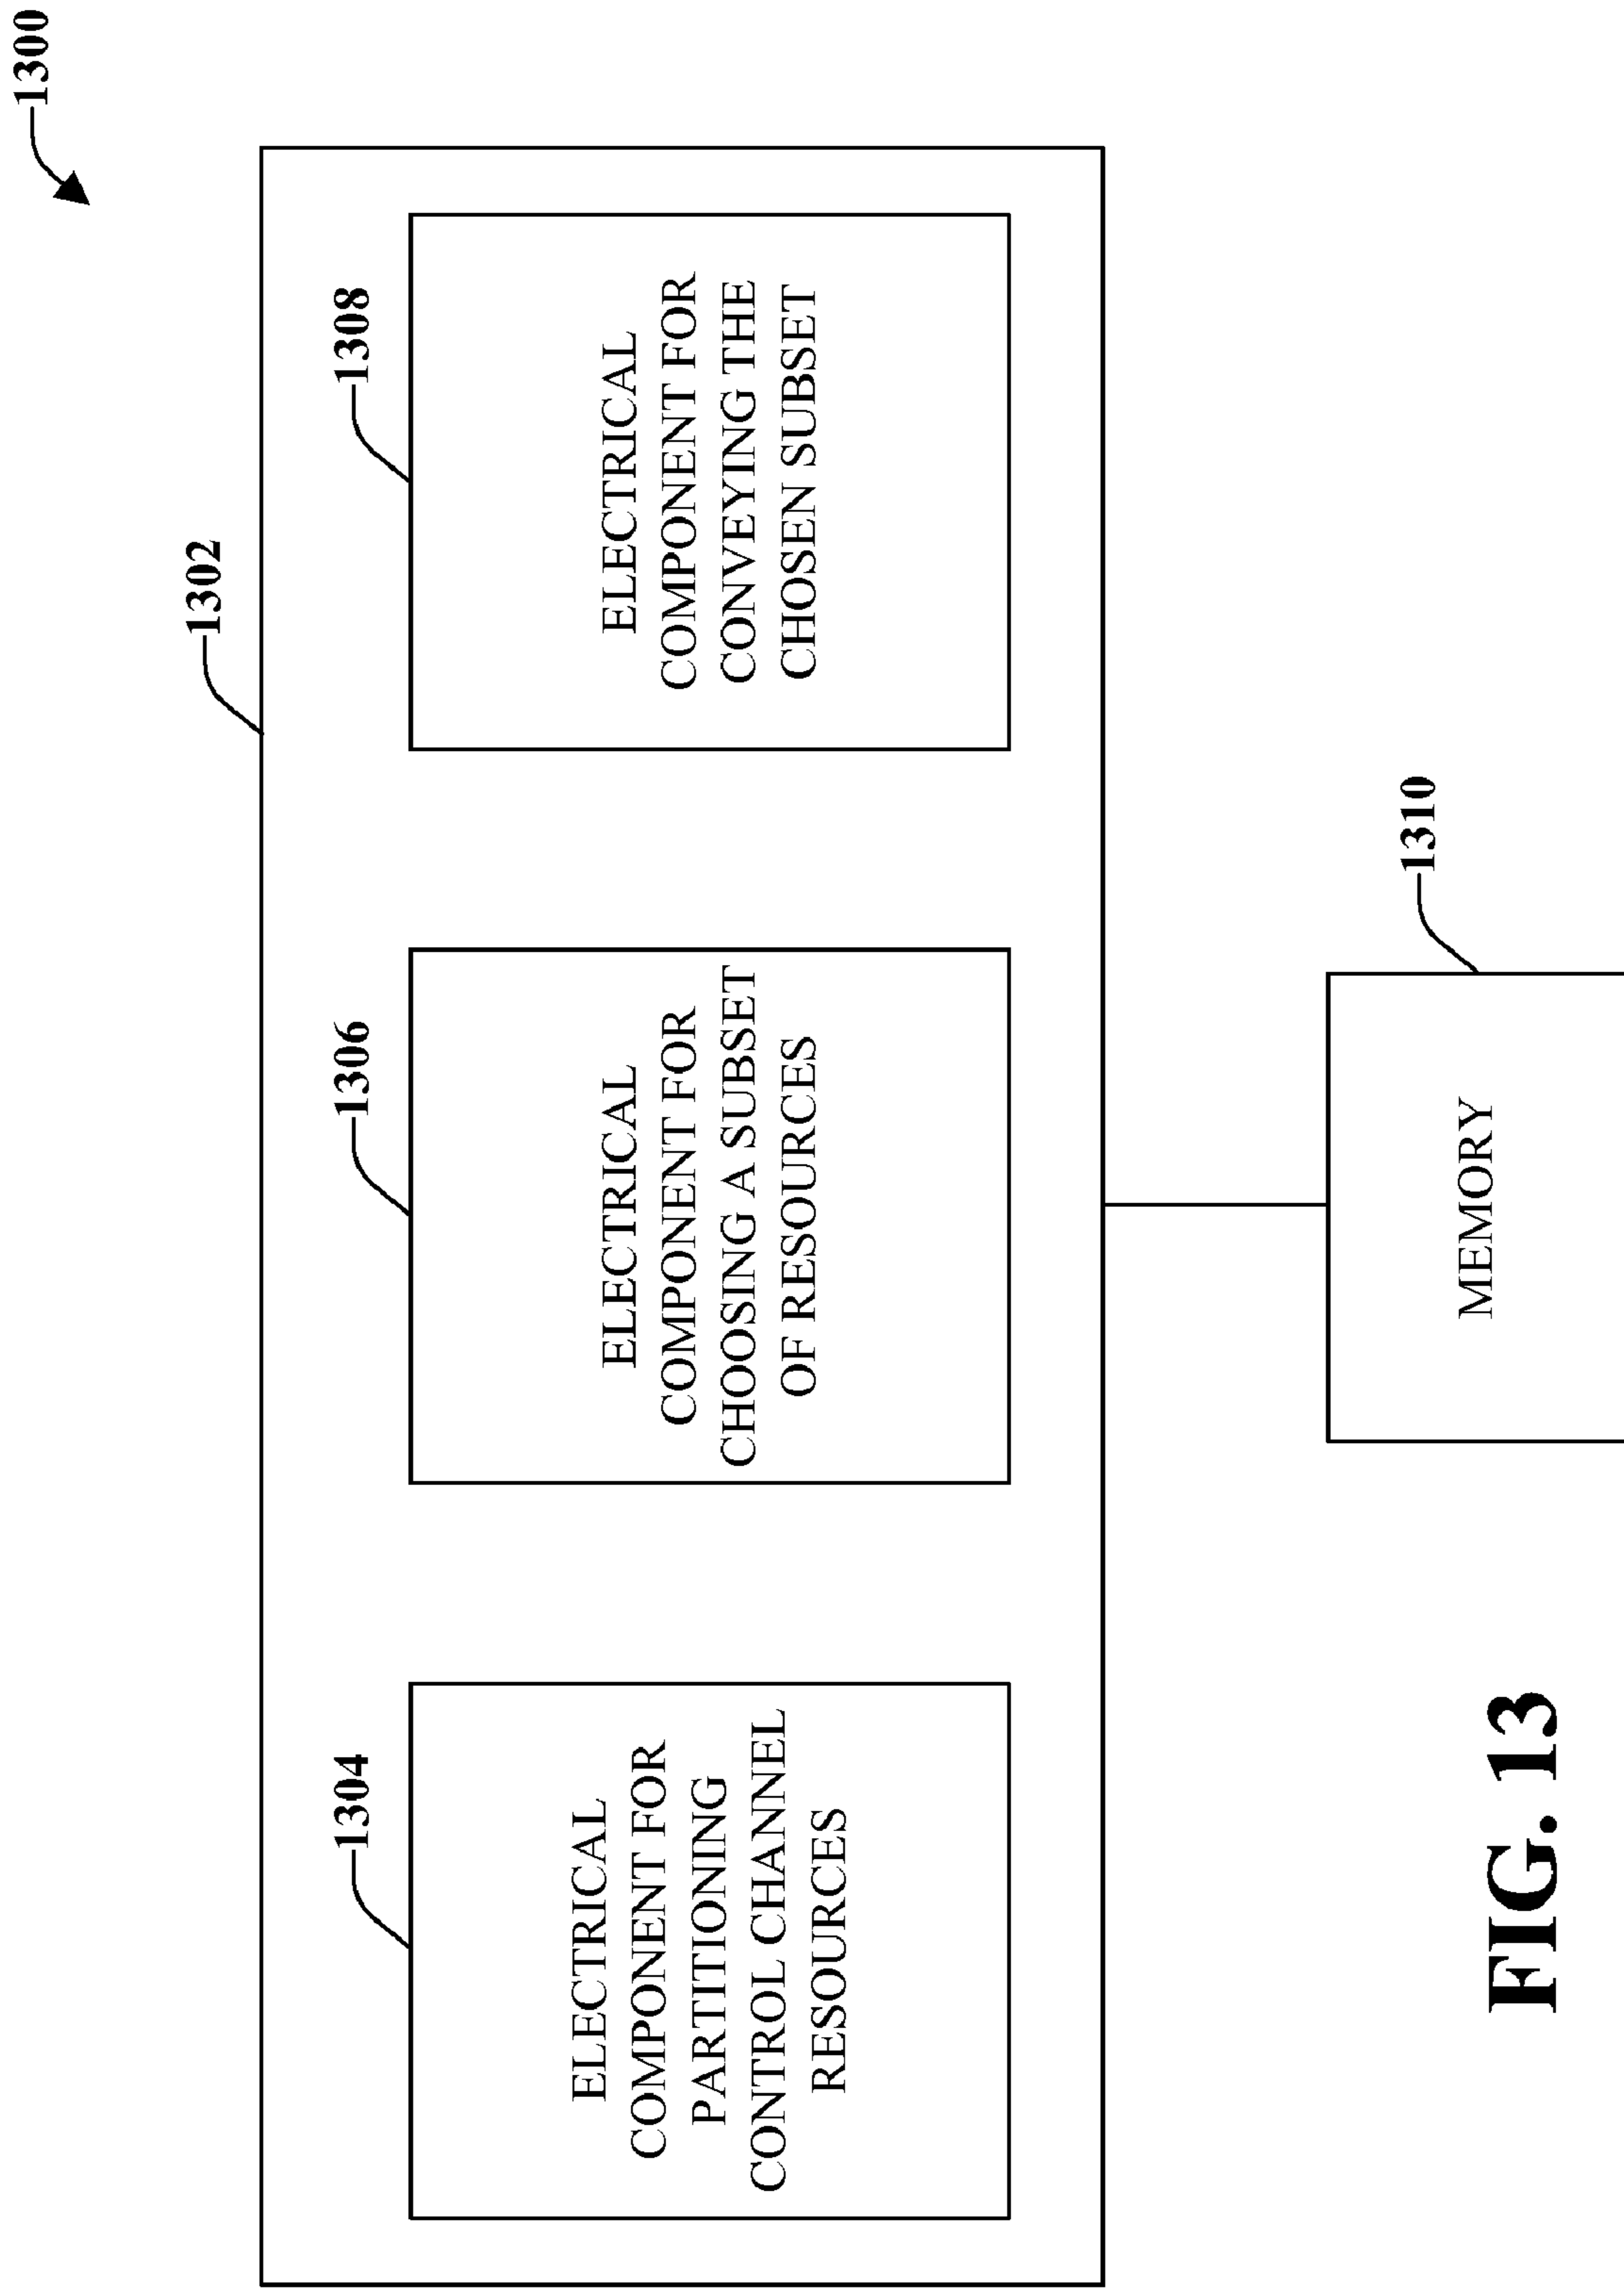 1300
1302
1304
ELECTRICAL
COMPONENT FOR
PARTITIONING
CONTROL CHANNEL
RESOURCES
1306
ELECTRICAL
COMPONENT FOR
CHOOSING A SUBSET
OF RESOURCES
1308
ELECTRICAL
COMPONENT FOR
CONVEYING THE
CHOSEN SUBSET
1310
MEMORY
FIG. 13